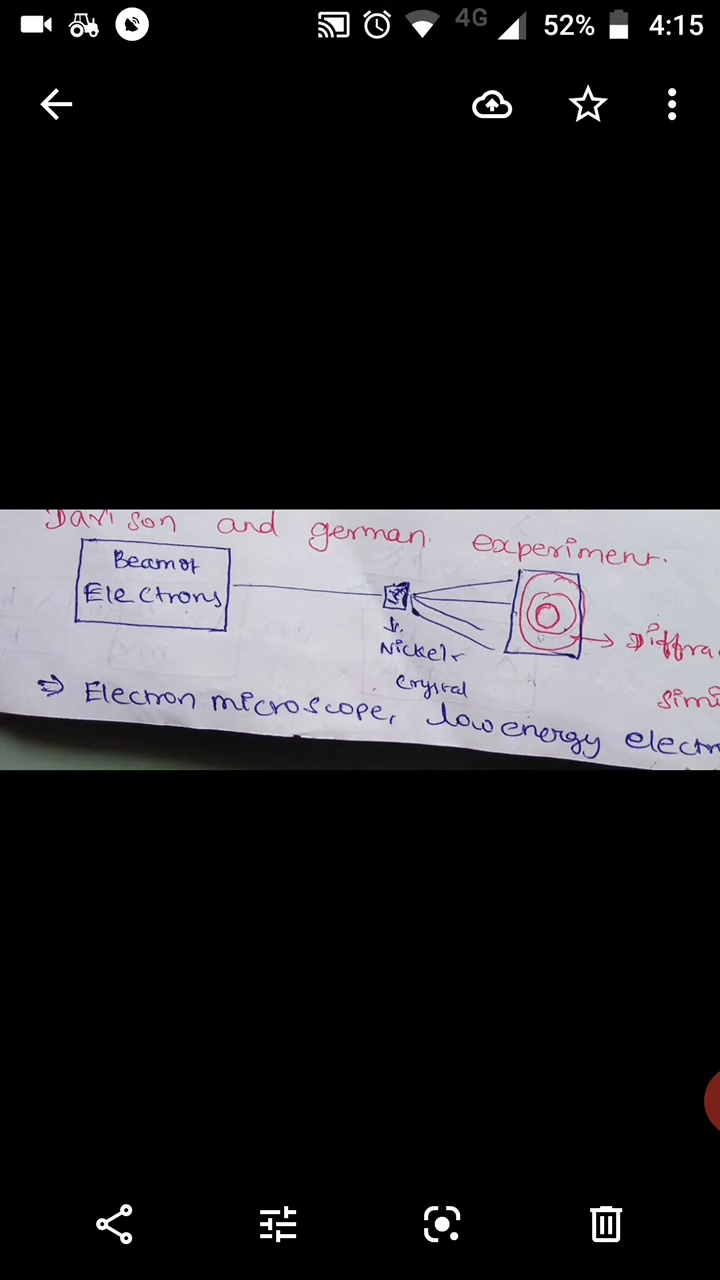 4G 52% 4:15
Davison and german experiment.
Beam of
Electrons
Nickel
Crystal
Diffra
simi
⇒ Electron microscope, low energy electr